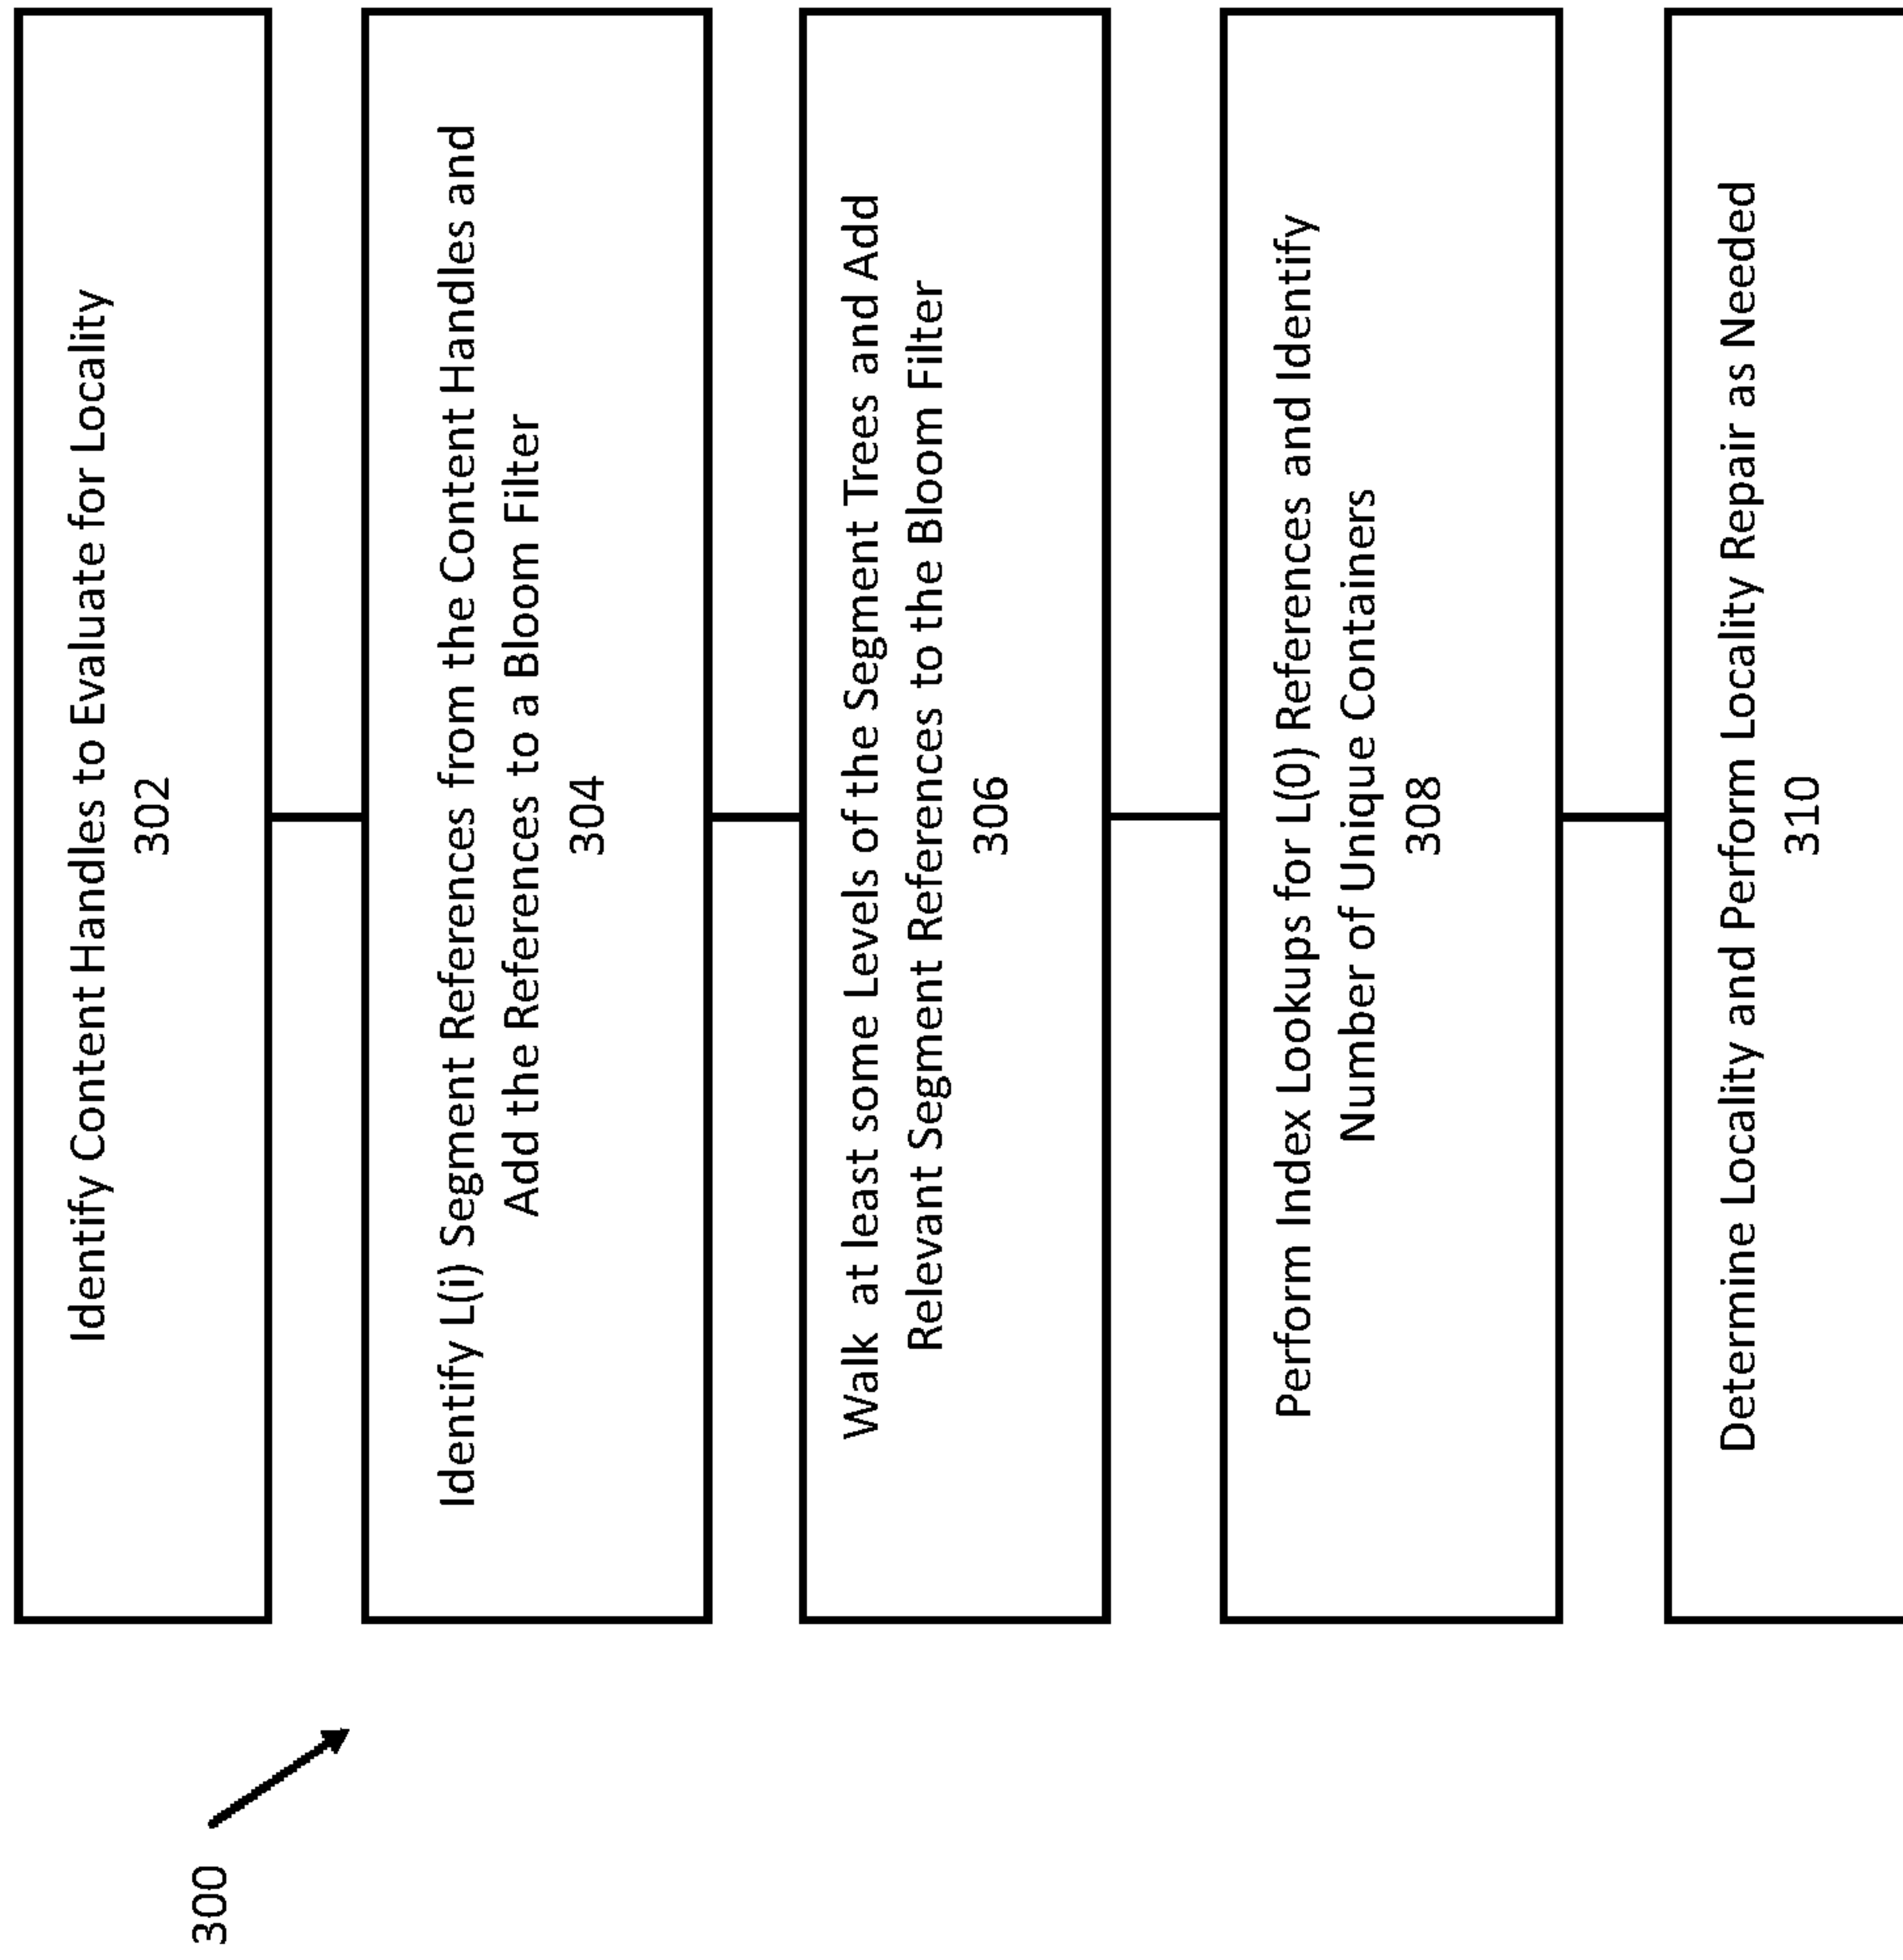 300
Identify Content Handles to Evaluate for Locality
302
Identify L(i) Segment References from the Content Handles and
Add the References to a Bloom Filter
304
Walk at least some Levels of the Segment Trees and Add
Relevant Segment References to the Bloom Filter
306
Perform Index Lookups for L(0) References and Identify
Number of Unique Containers
308
Determine Locality and Perform Locality Repair as Needed
310